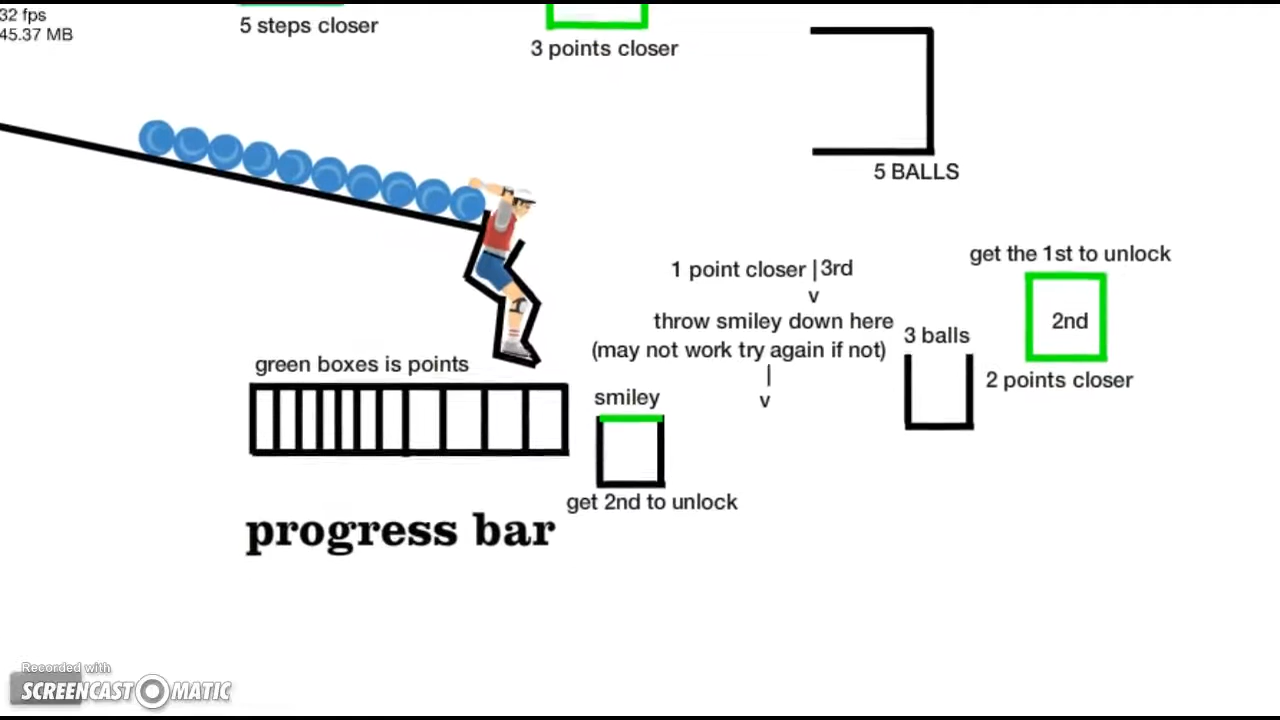 32 fps
45.37 MB
5 steps closer
3 points closer
5 BALLS
get the 1st to unlock
1 point closer |3rd
v
2nd
throw smiley down here
3 balls
(may not work try again if not)
|
v
green boxes is points
2 points closer
smiley
get 2nd to unlock
progress bar
Recorded with
SCREENCAST O MATIC